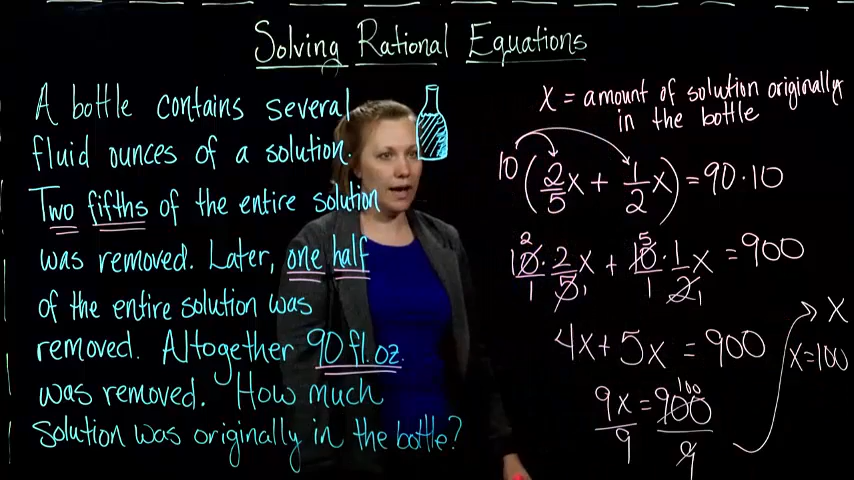 Solving Rational Equations
A bottle contains several
fluid ounces of a solution.
Two fifths of the entire solution
was removed. Later, one half
of the entire solution was
removed. Altogether 90 fl. oz.
was removed. How much
solution was originally in the bottle?
X = amount of solution originally
in the bottle
10 (2/5 x + 1/2 x) = 90 · 10
10/1 · 2/5 x + 10/1 · 1/2 x = 900
2 1 5 1
4x + 5x = 900
9x/9 = 900/9
100
X
x = 100